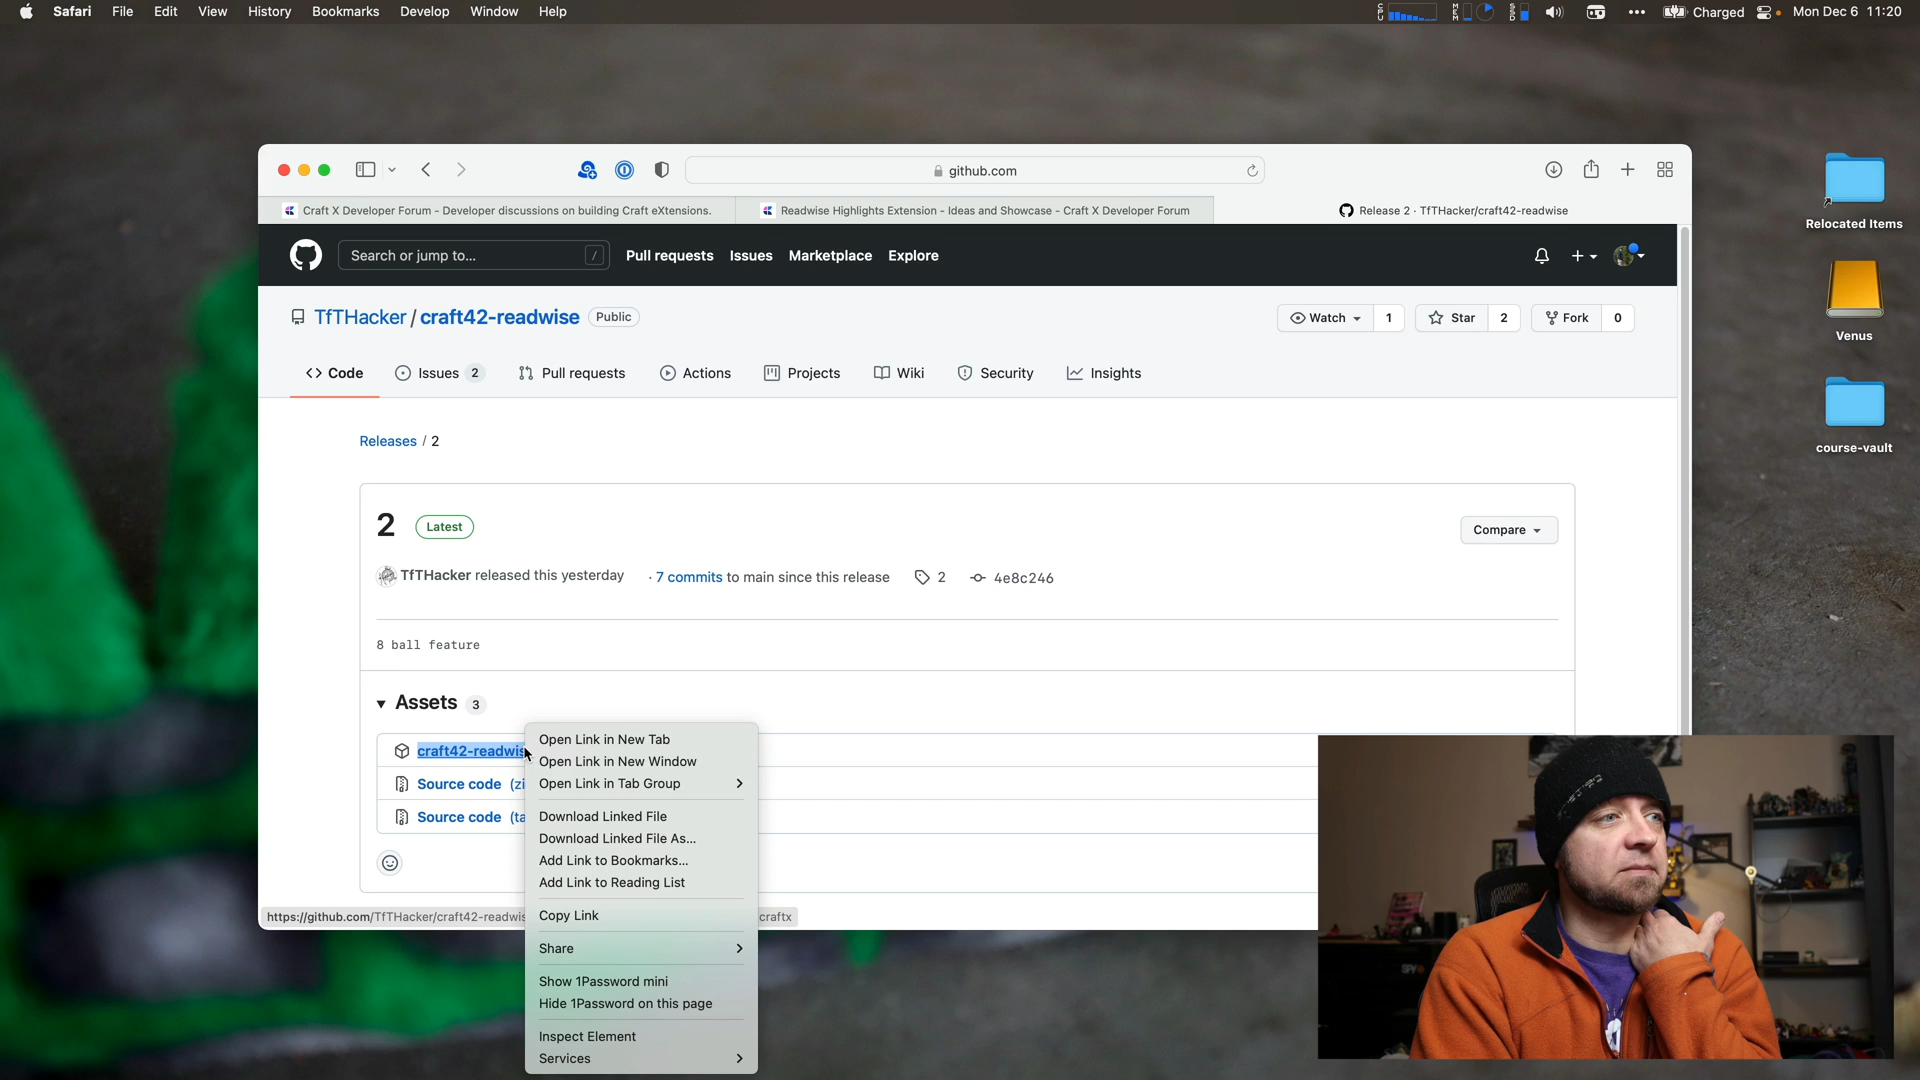 Safari File Edit View History Bookmarks Develop Window Help
CPU MEM SSD Charged Mon Dec 6 11:20
github.com
Craft X Developer Forum - Developer discussions on building Craft eXtensions.
Readwise Highlights Extension - Ideas and Showcase - Craft X Developer Forum
Release 2 · TfTHacker/craft42-readwise
Search or jump to... /
Pull requests Issues Marketplace Explore
TfTHacker / craft42-readwise Public
Watch 1 Star 2 Fork 0
Code Issues 2 Pull requests Actions Projects Wiki Security Insights
Releases / 2
2 Latest
Compare
TfTHacker released this yesterday · 7 commits to main since this release 2 4e8c246
8 ball feature
Assets 3
craft42-readwis
Source code (zi
Source code (ta
https://github.com/TfTHacker/craft42-readwis
craftx
Open Link in New Tab
Open Link in New Window
Open Link in Tab Group
Download Linked File
Download Linked File As...
Add Link to Bookmarks...
Add Link to Reading List
Copy Link
Share
Show 1Password mini
Hide 1Password on this page
Inspect Element
Services
Relocated Items
Venus
course-vault